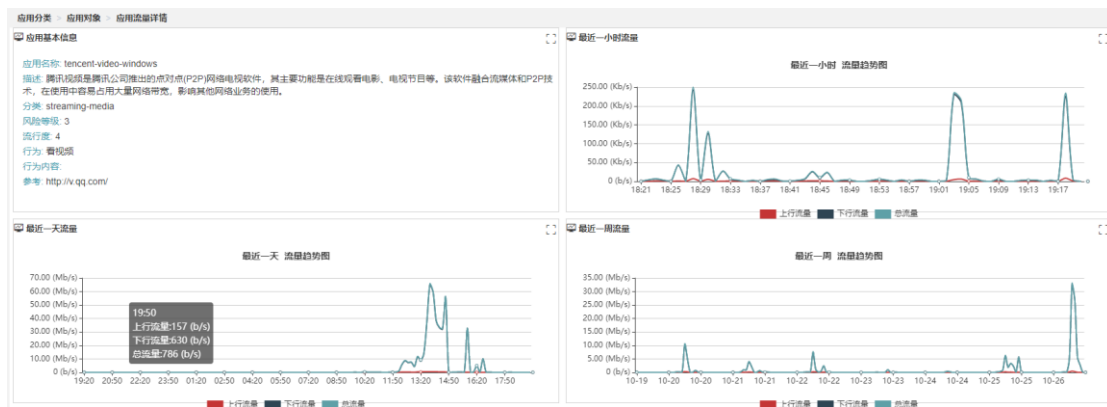 应用分类 > 应用对象 > 应用流量详情
应用基本信息
应用名称: tencent-video-windows
描述: 腾讯视频是腾讯公司推出的点对点(P2P)网络电视软件，其主要功能是在线观看电影、电视节目等。该软件融合流媒体和P2P技
术，在使用中容易占用大量网络带宽，影响其他网络业务的使用。
分类: streaming-media
风险等级: 3
流行度: 4
行为: 看视频
行为内容:
参考: http://v.qq.com/
最近一小时流量
最近一小时 流量趋势图
250.00 (Kb/s)
200.00 (Kb/s)
150.00 (Kb/s)
100.00 (Kb/s)
50.00 (Kb/s)
0 (b/s)
18:21 18:25 18:29 18:33 18:37 18:41 18:45 18:49 18:53 18:57 19:01 19:05 19:09 19:13 19:17
上行流量 下行流量 总流量
最近一天流量
最近一天 流量趋势图
70.00 (Mb/s)
60.00 (Mb/s)
50.00 (Mb/s)
40.00 (Mb/s)
30.00 (Mb/s)
20.00 (Mb/s)
10.00 (Mb/s)
0 (b/s)
19:50
上行流量:157 (b/s)
下行流量:630 (b/s)
总流量:786 (b/s)
19:20 20:50 22:20 23:50 01:20 02:50 04:20 05:50 07:20 08:50 10:20 11:50 13:20 14:50 16:20 17:50
上行流量 下行流量 总流量
最近一周流量
最近一周 流量趋势图
35.00 (Mb/s)
30.00 (Mb/s)
25.00 (Mb/s)
20.00 (Mb/s)
15.00 (Mb/s)
10.00 (Mb/s)
5.00 (Mb/s)
0 (b/s)
10-19 10-20 10-20 10-21 10-21 10-22 10-22 10-23 10-23 10-24 10-24 10-25 10-25 10-26
上行流量 下行流量 总流量